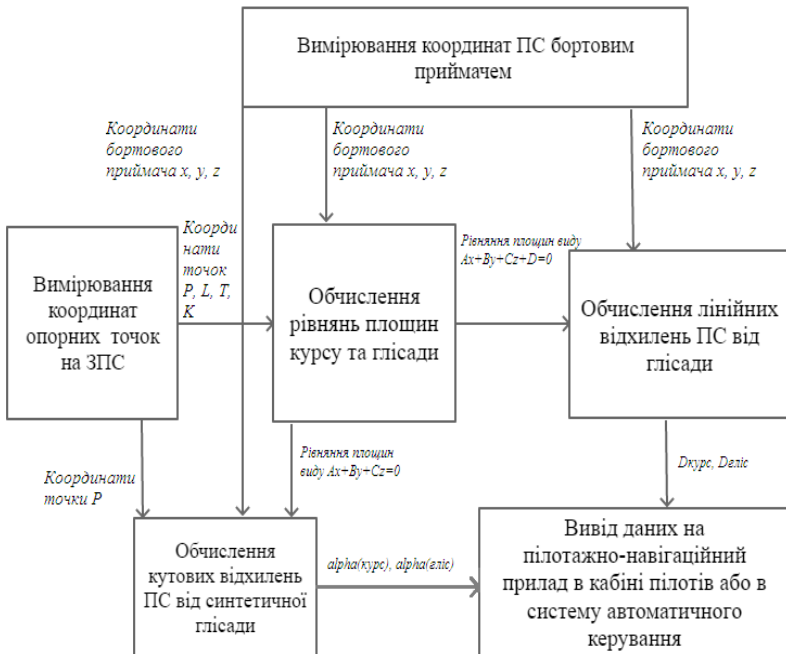 Вимірювання координат ПС бортовим
приймачем
Координати
бортового
приймача x, y, z
Координати
бортового
приймача x, y, z
Координати
бортового
приймача x, y, z
Вимірювання
координат
опорних точок
на ЗПС
Коорди
нати
точок
P, L, T,
K
Обчислення
рівнянь площин
курсу та глісади
Рівняння площин виду
Ax+By+Cz+D=0
Обчислення лінійних
відхилень ПС від
глісади
Координати
точки P
Рівняння площин
виду Ax+By+Cz=0
Dкурс, Dгліс
Обчислення
кутових відхилень
ПС від синтетичної
глісади
alpha(курс), alpha(гліс)
Вивід даних на
пілотажно-навігаційний
прилад в кабіні пілотів або в
систему автоматичного
керування